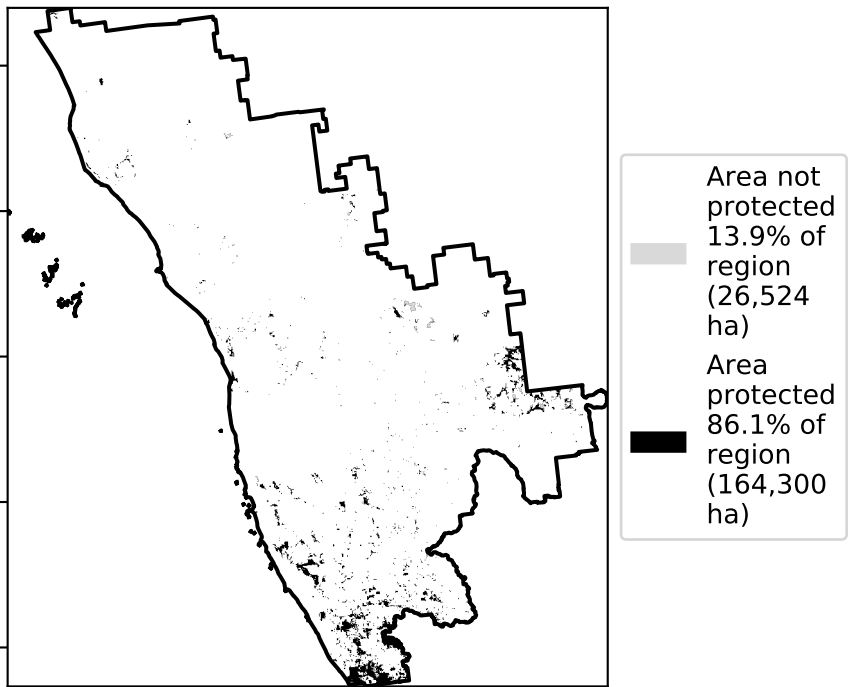 Area not
protected
13.9% of
region
(26,524
ha)
Area
protected
86.1% of
region
(164,300
ha)